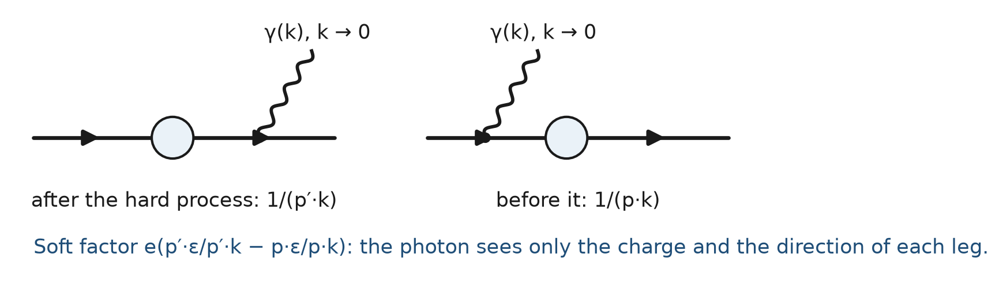 γ(k), k → 0
γ(k), k → 0
after the hard process: 1/(p′·k)
before it: 1/(p·k)
Soft factor e(p′·ε/p′·k − p·ε/p·k): the photon sees only the charge and the direction of each leg.